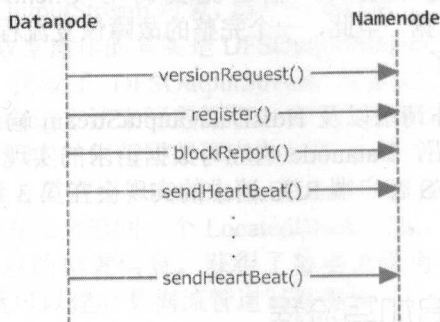 Datanode Namenode
versionRequest()
register()
blockReport()
sendHeartBeat()
sendHeartBeat()